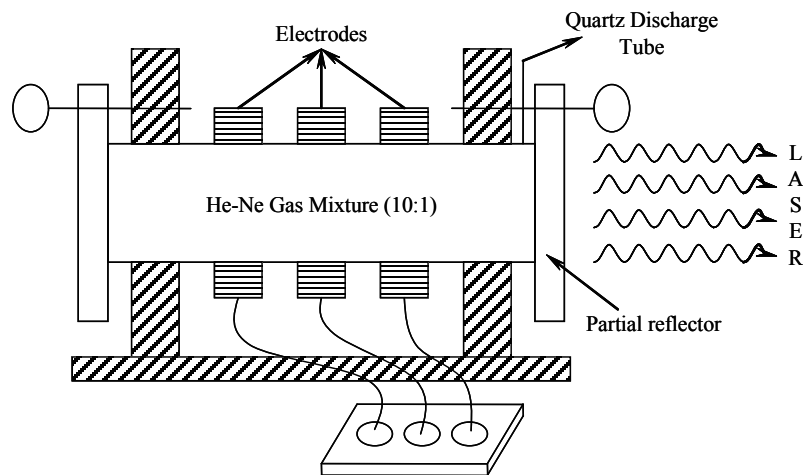 Electrodes
Quartz Discharge
Tube
He-Ne Gas Mixture (10:1)
L
A
S
E
R
Partial reflector